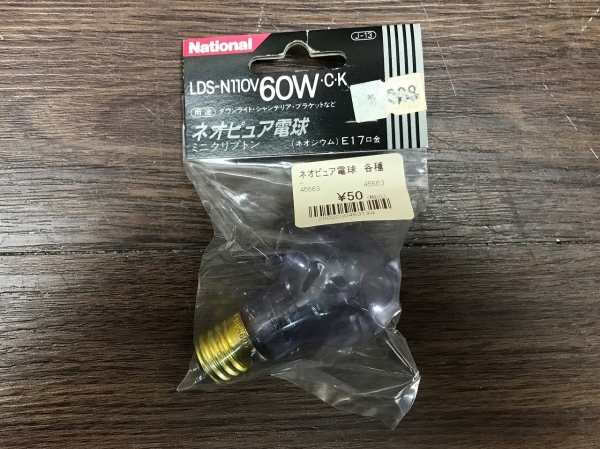 National
J-13
LDS-N110V60W·C·K
用途 ダウンライト・シャンデリア・ブラケットなど
ネオピュア電球
ミニクリプトン
(ネオジウム) E17口金
ネオピュア電球 各種
45663 45663
¥50